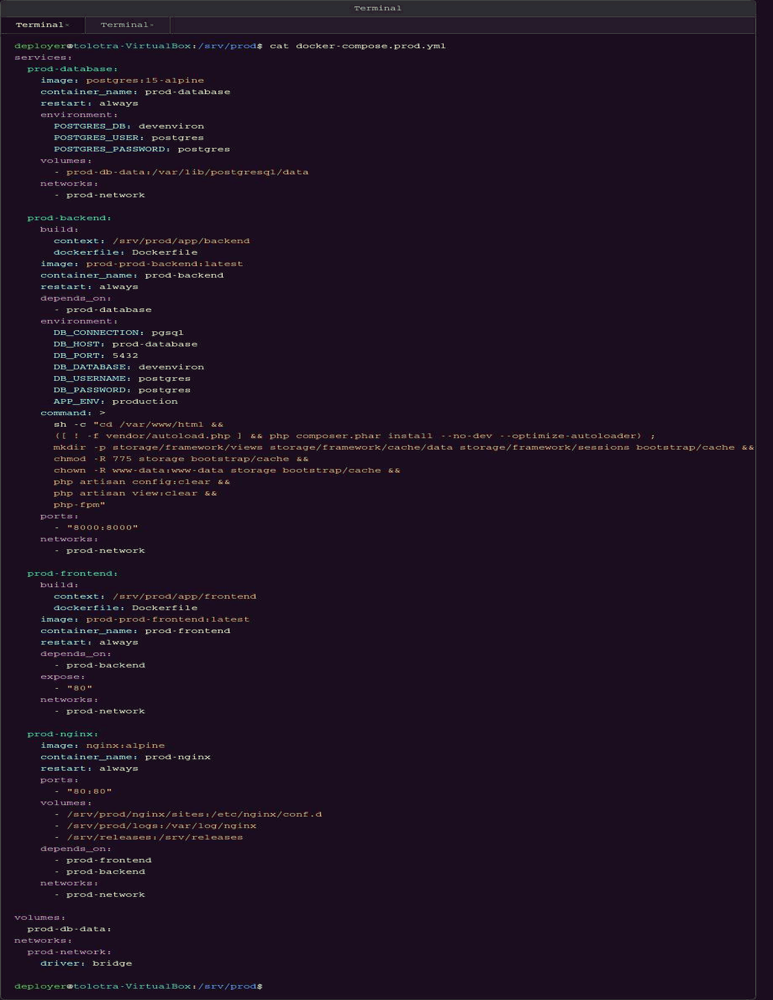 Terminal
Terminal× Terminal×
deployer@tolotra-VirtualBox:/srv/prod$ cat docker-compose.prod.yml
services:
  prod-database:
    image: postgres:15-alpine
    container_name: prod-database
    restart: always
    environment:
      POSTGRES_DB: devenviron
      POSTGRES_USER: postgres
      POSTGRES_PASSWORD: postgres
    volumes:
      - prod-db-data:/var/lib/postgresql/data
    networks:
      - prod-network

  prod-backend:
    build:
      context: /srv/prod/app/backend
      dockerfile: Dockerfile
    image: prod-prod-backend:latest
    container_name: prod-backend
    restart: always
    depends_on:
      - prod-database
    environment:
      DB_CONNECTION: pgsql
      DB_HOST: prod-database
      DB_PORT: 5432
      DB_DATABASE: devenviron
      DB_USERNAME: postgres
      DB_PASSWORD: postgres
      APP_ENV: production
    command: >
      sh -c "cd /var/www/html &&
      ([ ! -f vendor/autoload.php ] && php composer.phar install --no-dev --optimize-autoloader) ;
      mkdir -p storage/framework/views storage/framework/cache/data storage/framework/sessions bootstrap/cache &&
      chmod -R 775 storage bootstrap/cache &&
      chown -R www-data:www-data storage bootstrap/cache &&
      php artisan config:clear &&
      php artisan view:clear &&
      php-fpm"
    ports:
      - "8000:8000"
    networks:
      - prod-network

  prod-frontend:
    build:
      context: /srv/prod/app/frontend
      dockerfile: Dockerfile
    image: prod-prod-frontend:latest
    container_name: prod-frontend
    restart: always
    depends_on:
      - prod-backend
    expose:
      - "80"
    networks:
      - prod-network

  prod-nginx:
    image: nginx:alpine
    container_name: prod-nginx
    restart: always
    ports:
      - "80:80"
    volumes:
      - /srv/prod/nginx/sites:/etc/nginx/conf.d
      - /srv/prod/logs:/var/log/nginx
      - /srv/releases:/srv/releases
    depends_on:
      - prod-frontend
      - prod-backend
    networks:
      - prod-network

volumes:
  prod-db-data:
networks:
  prod-network:
    driver: bridge

deployer@tolotra-VirtualBox:/srv/prod$